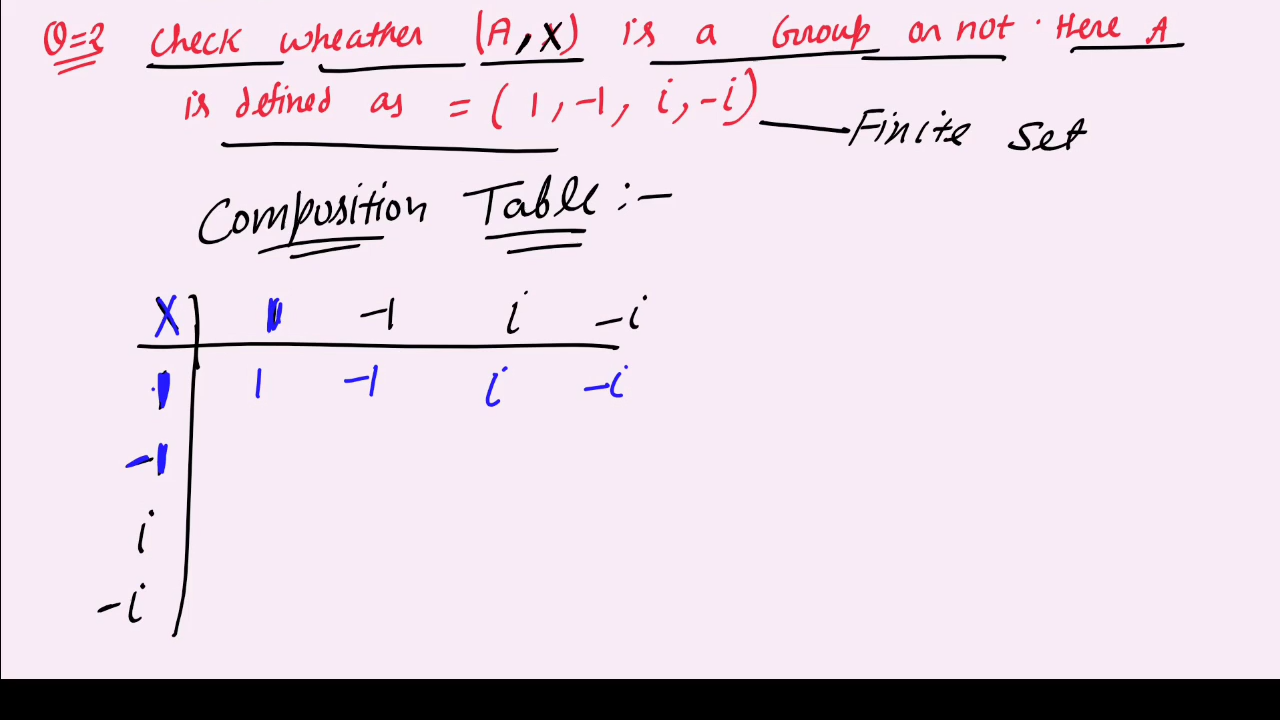 Q=2 Check wheather (A, X) is a Group or not. Here A
is defined as = (1, -1, i, -i)
Finite set
Composition Table :-
X 1 -1 i -i
1 1 -1 i -i
-1
i
-i